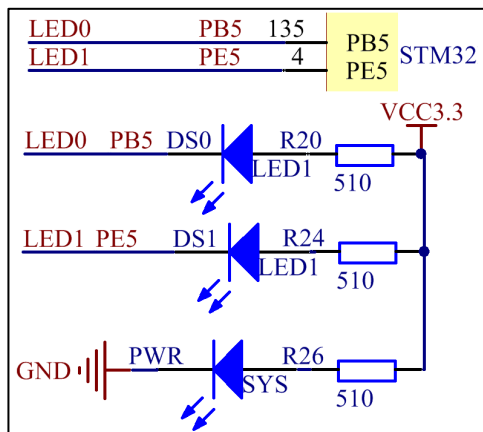 LED0 PB5 135 PB5 STM32
LED1 PE5 4 PE5
VCC3.3
LED0 PB5 DS0 R20
LED1 510
LED1 PE5 DS1 R24
LED1 510
GND PWR R26
SYS 510